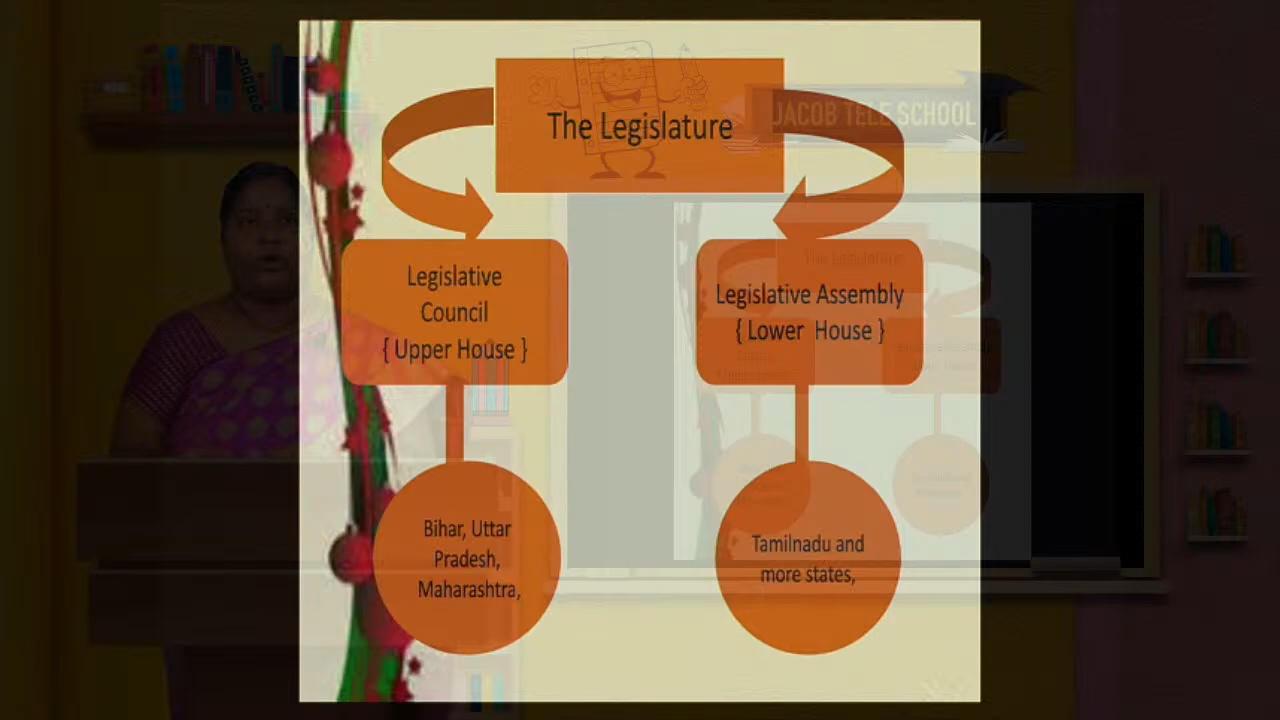 The Legislature
JACOB TELE SCHOOL
Legislative
Council
{ Upper House }
Legislative Assembly
{ Lower House }
Bihar, Uttar
Pradesh,
Maharashtra,
Tamilnadu and
more states,